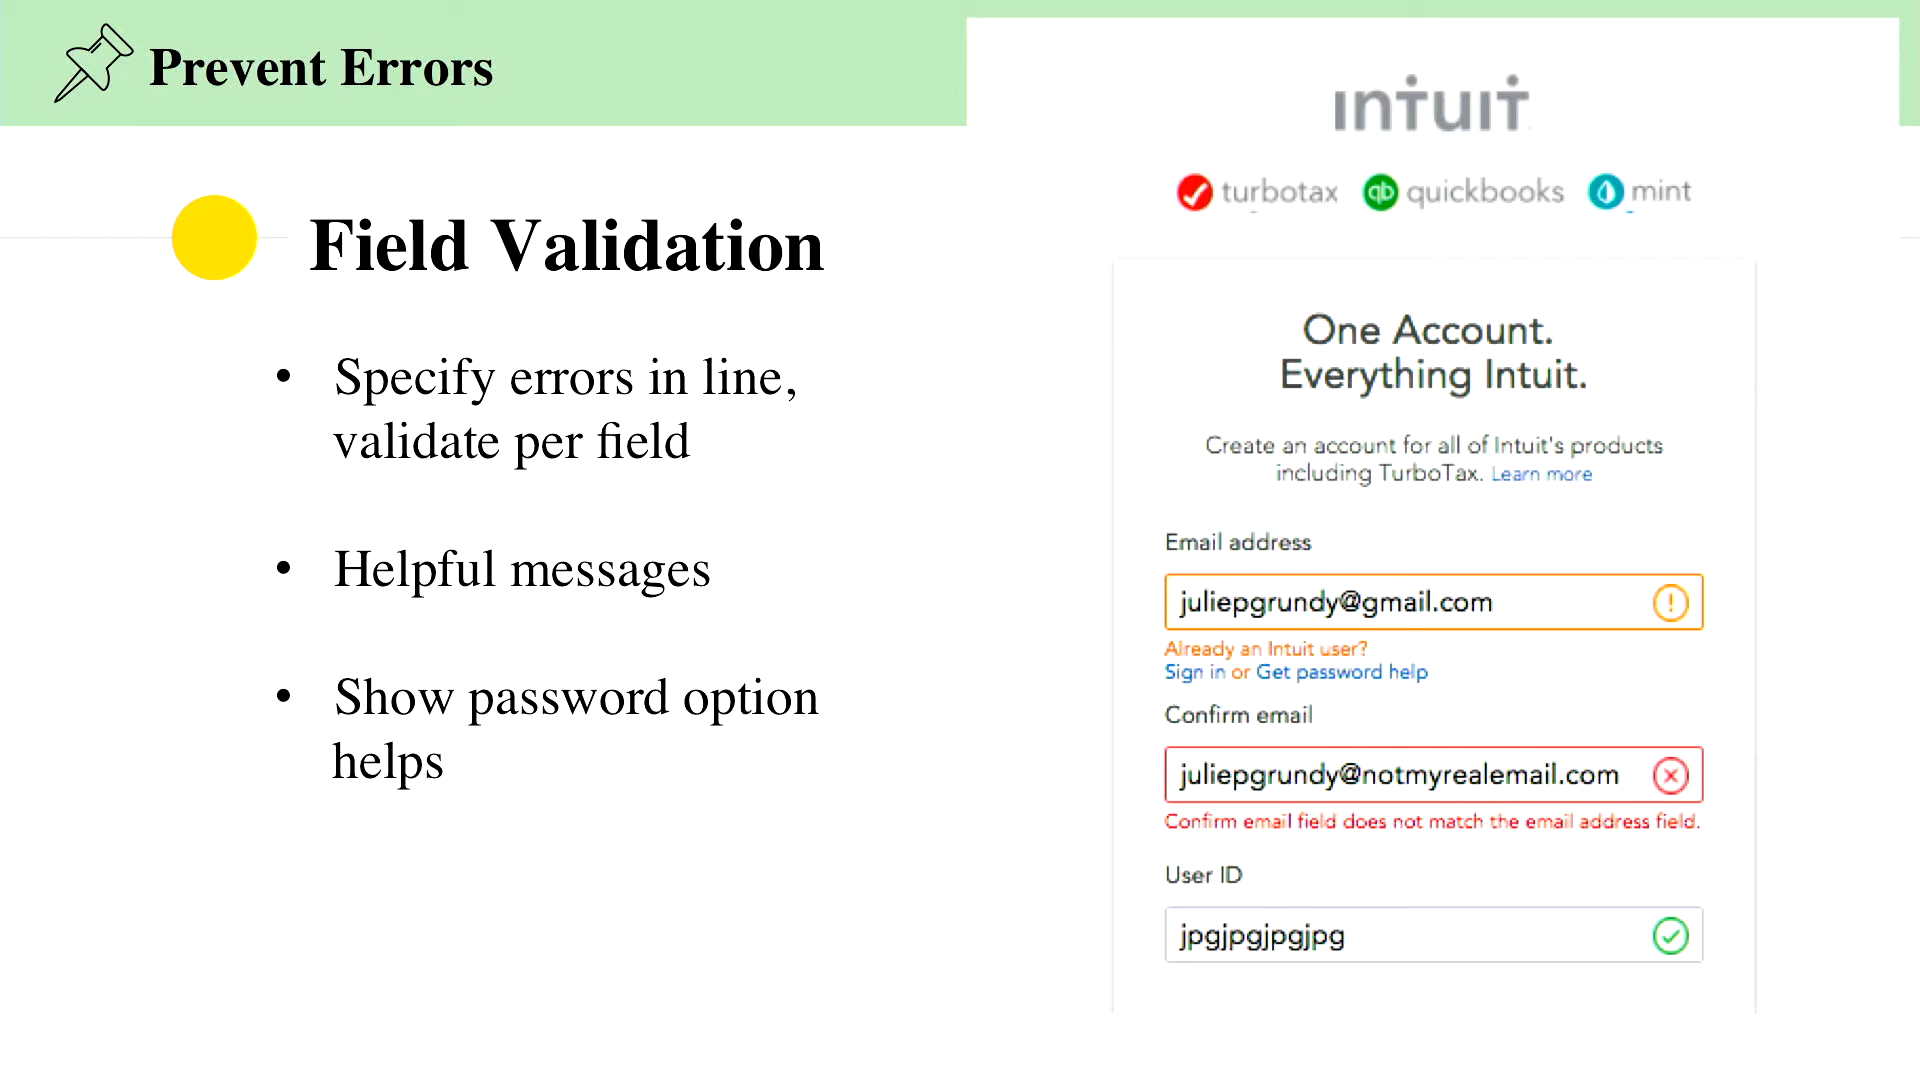 Prevent Errors
Field Validation
• Specify errors in line,
validate per field
• Helpful messages
• Show password option
helps
intuit
turbotax qb quickbooks mint
One Account.
Everything Intuit.
Create an account for all of Intuit's products
including TurboTax. Learn more
Email address
juliepgrundy@gmail.com
Already an Intuit user?
Sign in or Get password help
Confirm email
juliepgrundy@notmyrealemail.com
Confirm email field does not match the email address field.
User ID
jpgjpgjpgjpg